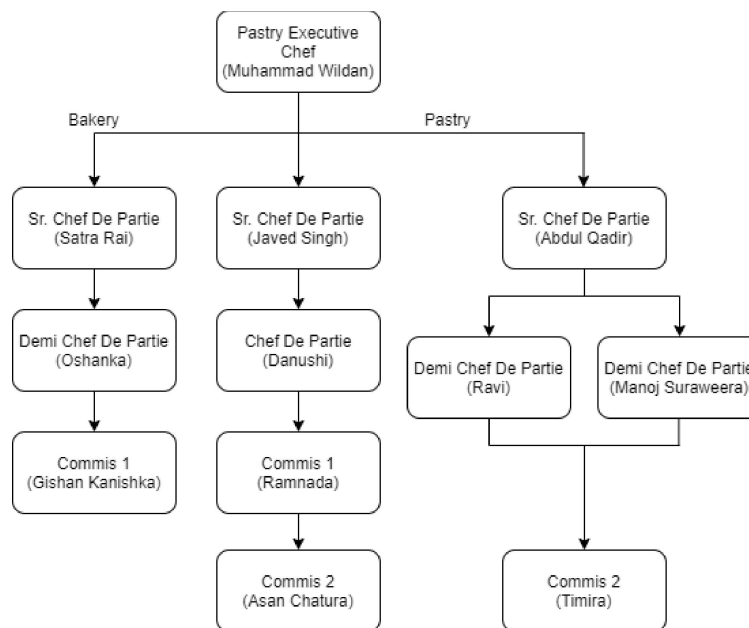 Pastry Executive
Chef
(Muhammad Wildan)
Bakery
Pastry
Sr. Chef De Partie
(Satra Rai)
Sr. Chef De Partie
(Javed Singh)
Sr. Chef De Partie
(Abdul Qadir)
Demi Chef De Partie
(Oshanka)
Chef De Partie
(Danushi)
Demi Chef De Partie
(Ravi)
Demi Chef De Partie
(Manoj Suraweera)
Commis 1
(Gishan Kanishka)
Commis 1
(Ramnada)
Commis 2
(Asan Chatura)
Commis 2
(Timira)